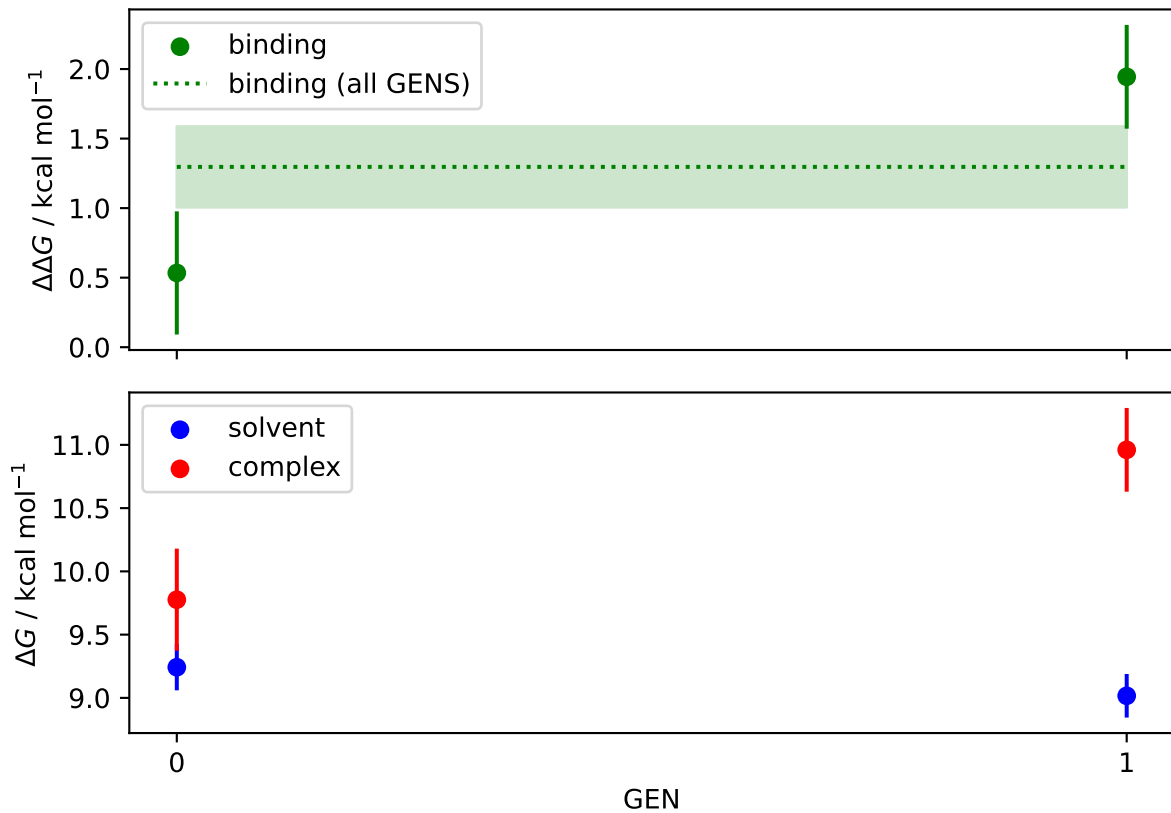 ΔΔG / kcal mol⁻¹
2.0
1.5
1.0
0.5
0.0
binding
binding (all GENS)
ΔG / kcal mol⁻¹
11.0
10.5
10.0
9.5
9.0
solvent
complex
0
1
GEN